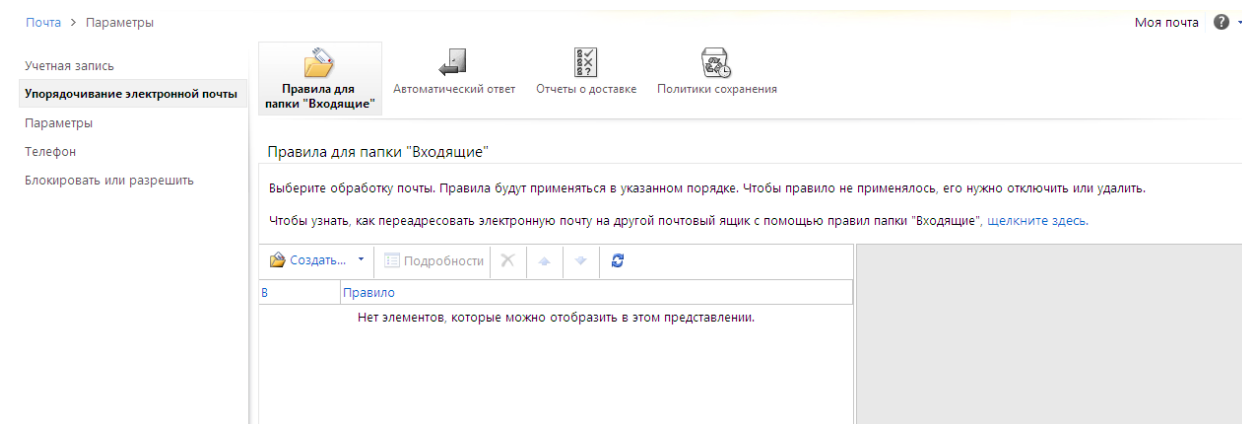 Почта > Параметры
Моя почта
Учетная запись
Упорядочивание электронной почты
Параметры
Телефон
Блокировать или разрешить
Правила для
папки "Входящие"
Автоматический ответ
Отчеты о доставке
Политики сохранения
Правила для папки "Входящие"
Выберите обработку почты. Правила будут применяться в указанном порядке. Чтобы правило не применялось, его нужно отключить или удалить.
Чтобы узнать, как переадресовать электронную почту на другой почтовый ящик с помощью правил папки "Входящие", щелкните здесь.
Создать... Подробности
В Правило
Нет элементов, которые можно отобразить в этом представлении.